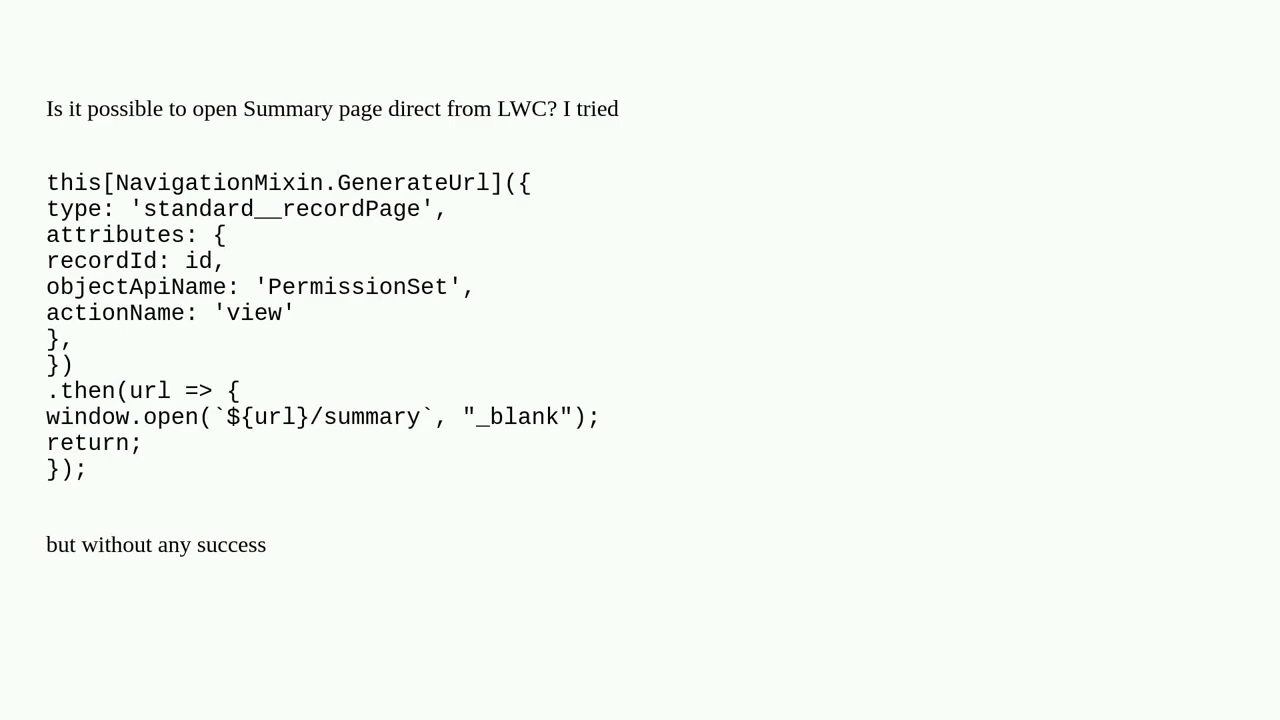 Is it possible to open Summary page direct from LWC? I tried
this[NavigationMixin.GenerateUrl]({
type: 'standard__recordPage',
attributes: {
recordId: id,
objectApiName: 'PermissionSet',
actionName: 'view'
},
})
.then(url => {
window.open(`${url}/summary`, "_blank");
return;
});
but without any success